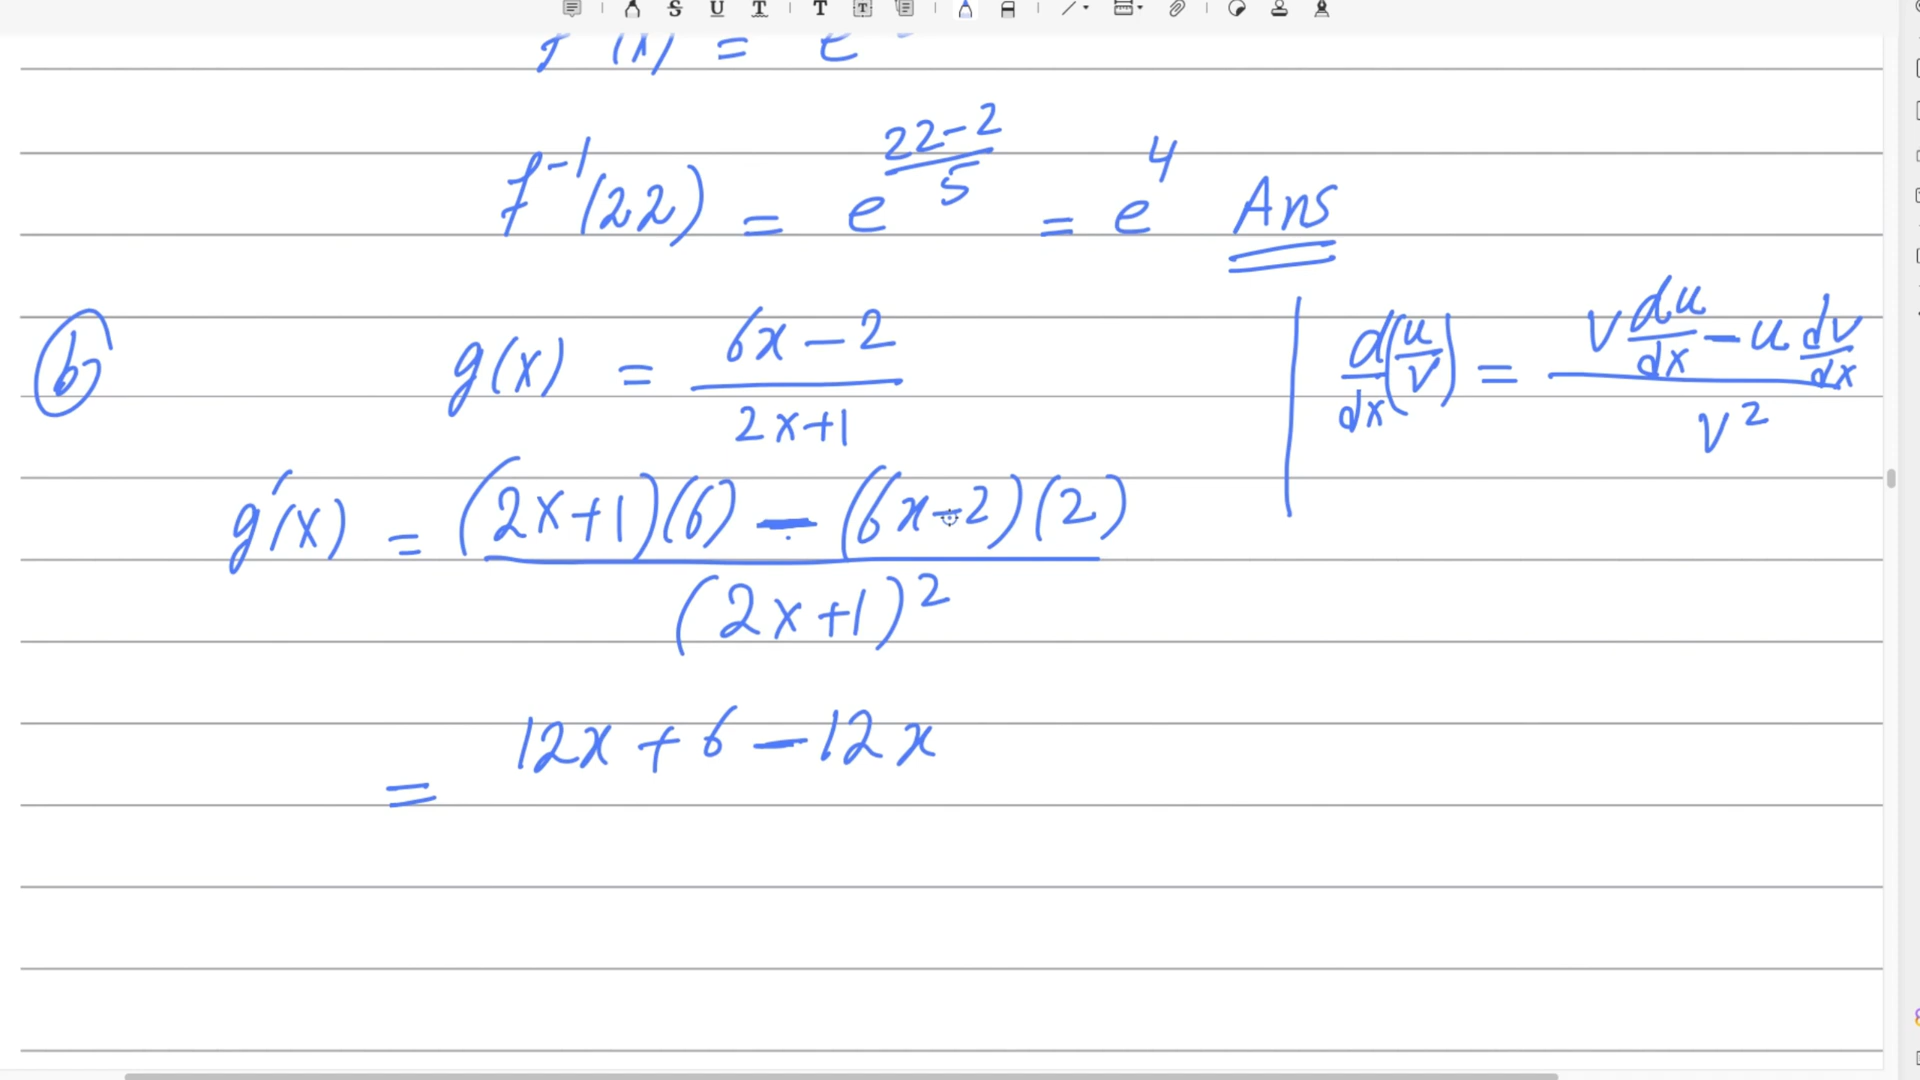 f⁻¹(22) = e^((22-2)/5) = e⁴ Ans
(b) g(x) = (6x-2)/(2x+1) | d/dx(u/v) = (v du/dx - u dv/dx)/v²
g'(x) = ((2x+1)(6) - (6x-2)(2))/(2x+1)²
= 12x + 6 - 12x